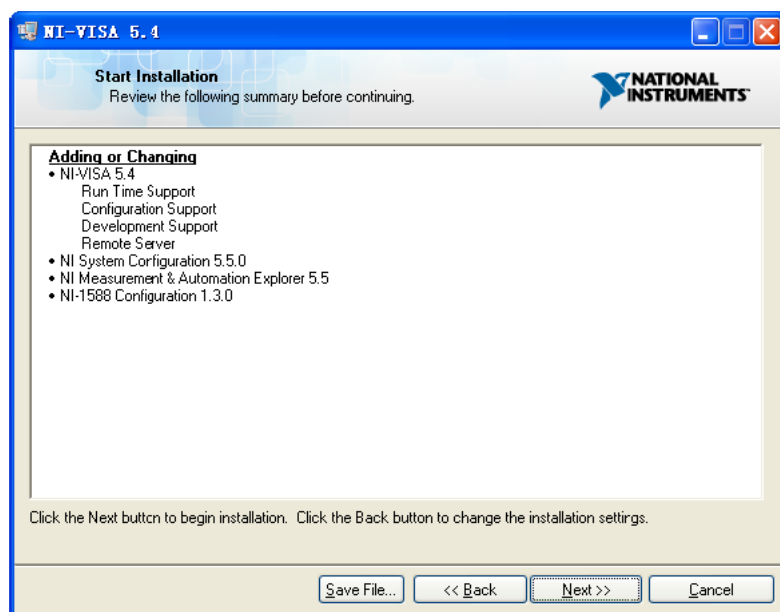 NI-VISA 5.4
Start Installation
Review the following summary before continuing.
NATIONAL
INSTRUMENTS
Adding or Changing
• NI-VISA 5.4
Run Time Support
Configuration Support
Development Support
Remote Server
• NI System Configuration 5.5.0
• NI Measurement & Automation Explorer 5.5
• NI-1588 Configuration 1.3.0
Click the Next button to begin installation. Click the Back button to change the installation settings.
Save File...
<< Back
Next >>
Cancel